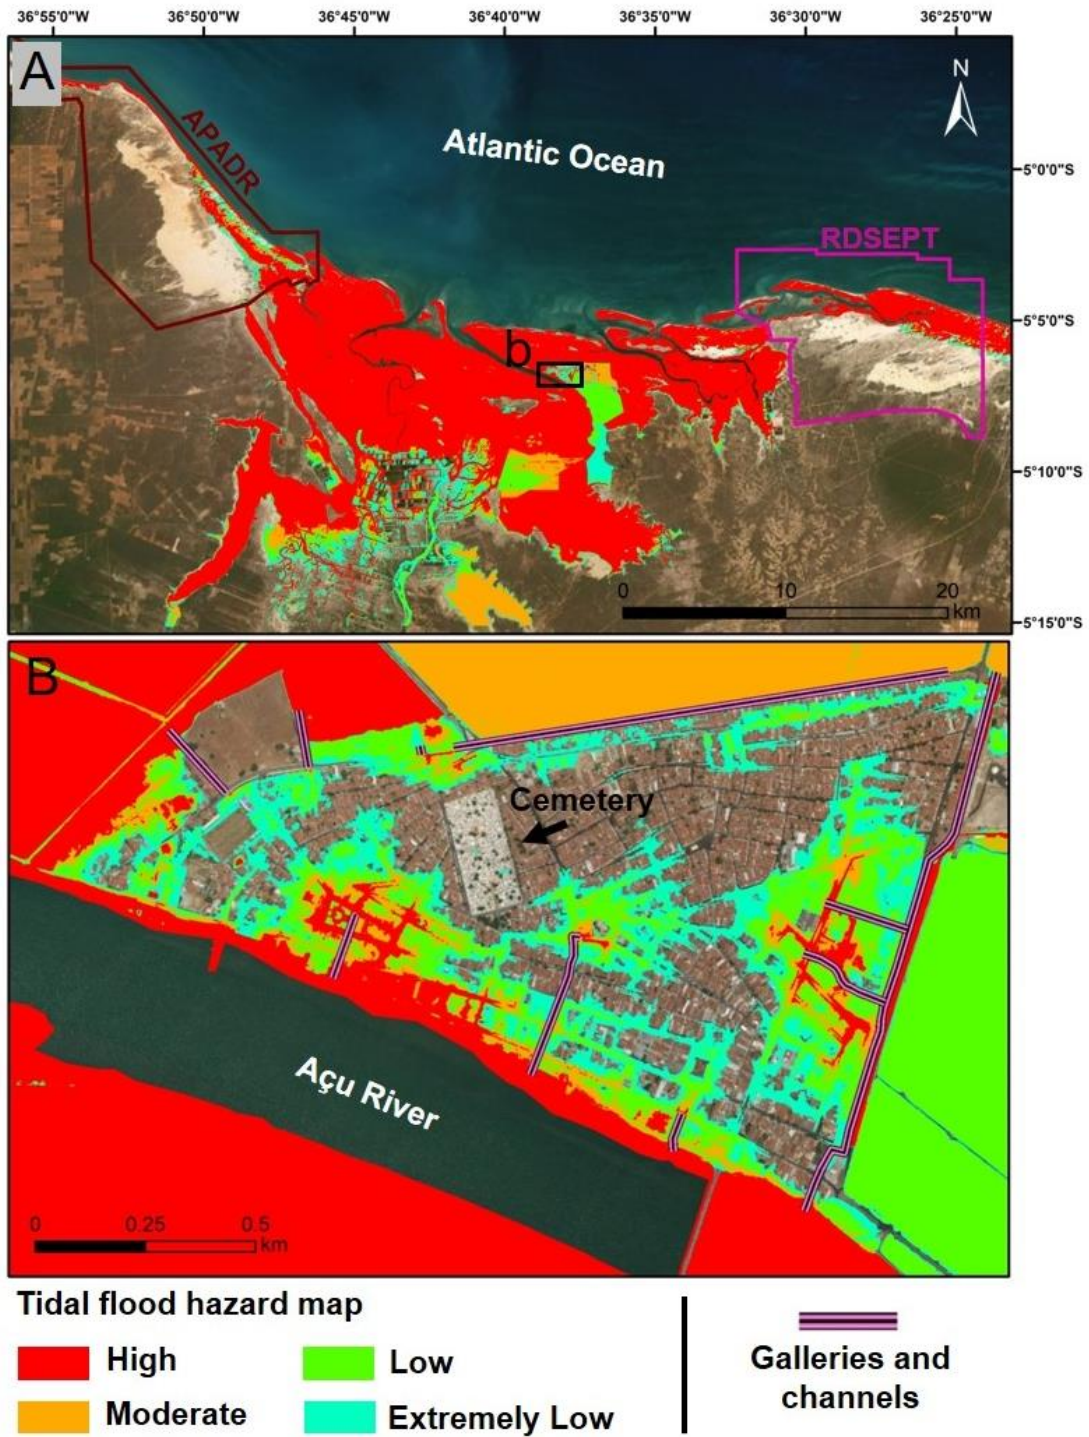 36°55'0"W 36°50'0"W 36°45'0"W 36°40'0"W 36°35'0"W 36°30'0"W 36°25'0"W
A
N
APADR
Atlantic Ocean
5°0'0"S
RDSEPT
5°5'0"S
b
5°10'0"S
0 10 20
km
5°15'0"S
B
Cemetery
Açu River
0 0.25 0.5
km
Tidal flood hazard map
High
Low
Moderate
Extremely Low
Galleries and
channels